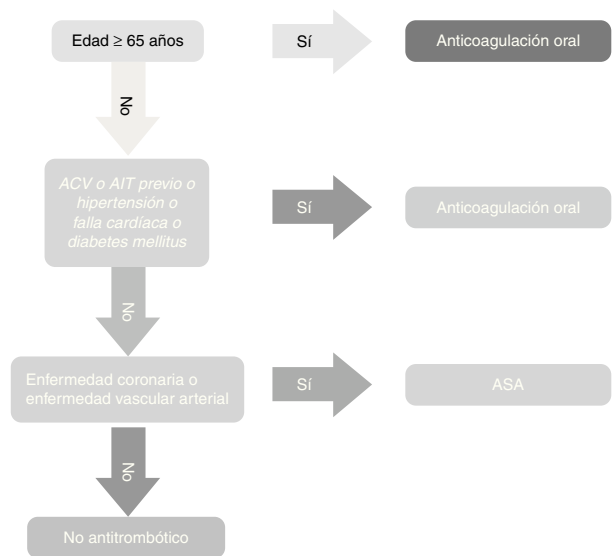 Edad ≥ 65 años
Sí
Anticoagulación oral
No
ACV o AIT previo o
hipertensión o
falla cardíaca o
diabetes mellitus
Sí
Anticoagulación oral
No
Enfermedad coronaria o
enfermedad vascular arterial
Sí
ASA
No
No antitrombótico